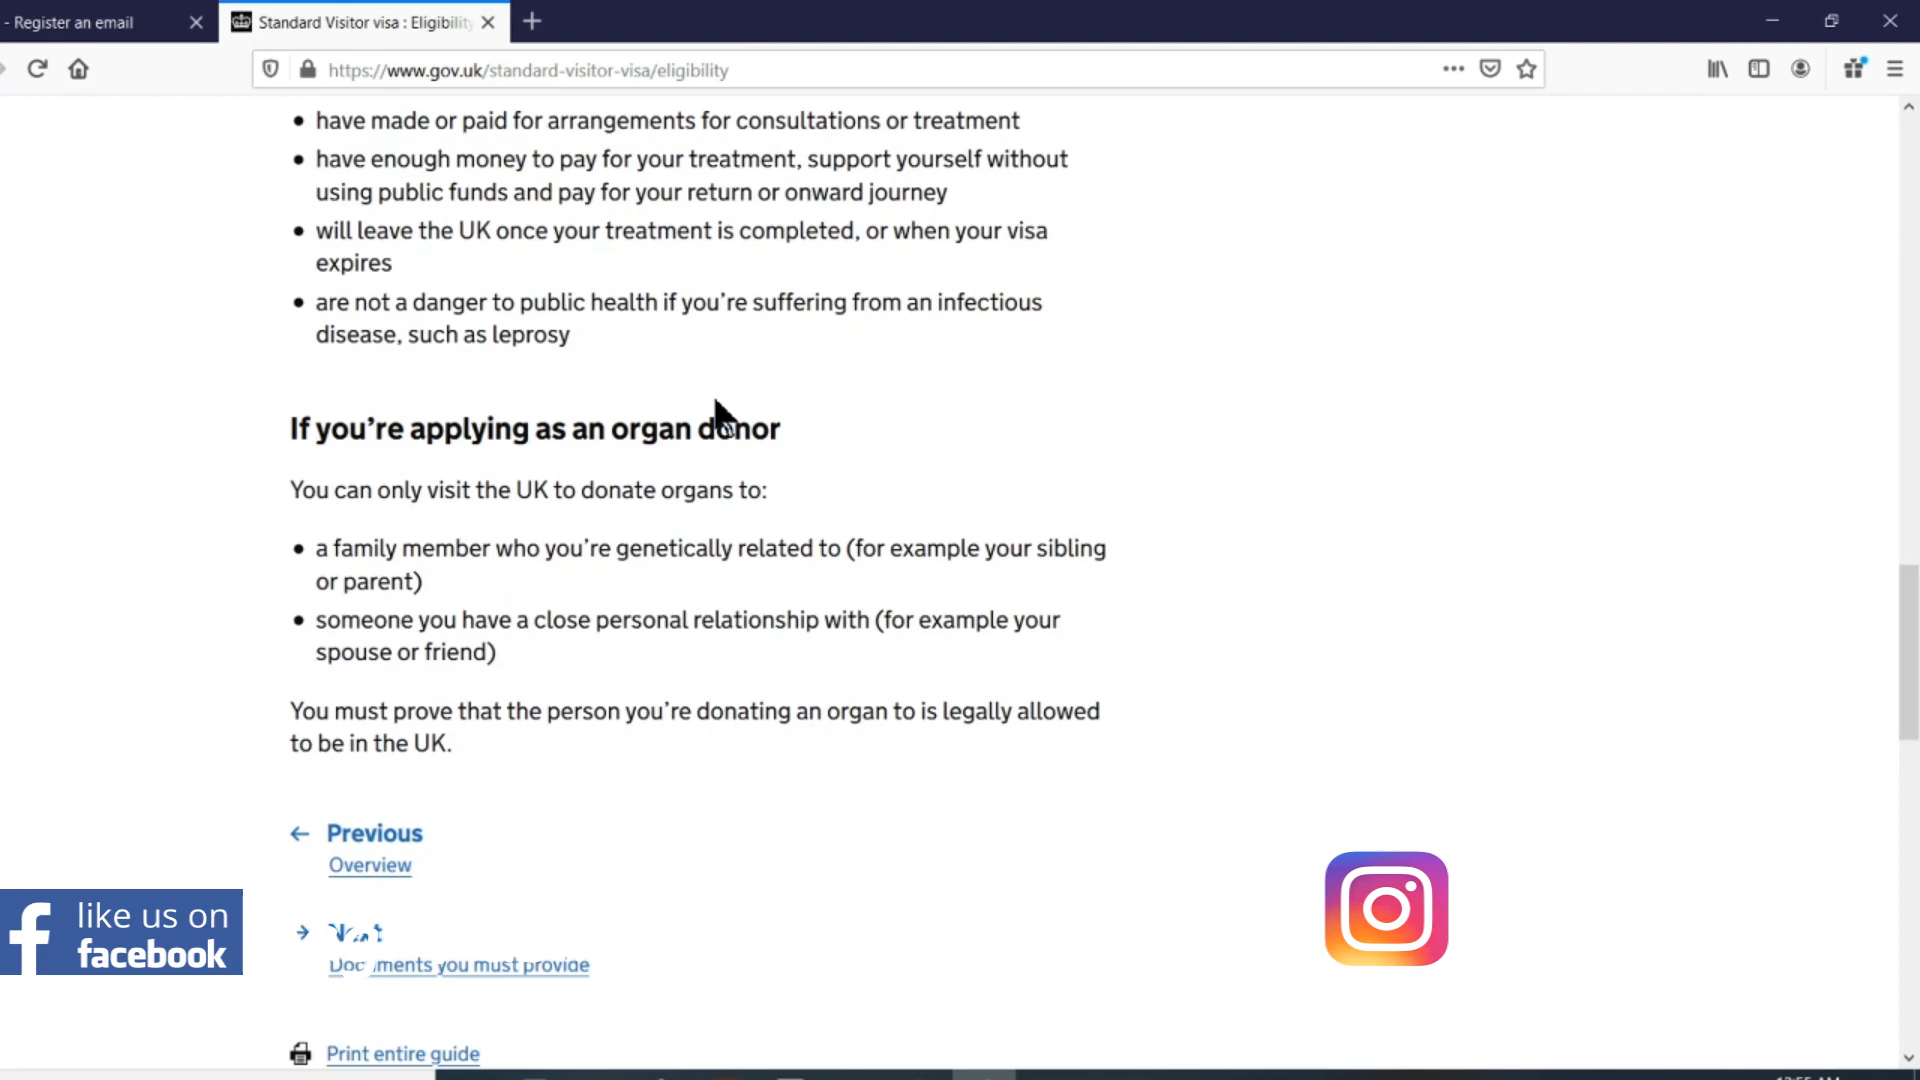 - Register an email
Standard Visitor visa : Eligibility
https://www.gov.uk/standard-visitor-visa/eligibility
have made or paid for arrangements for consultations or treatment
have enough money to pay for your treatment, support yourself without
using public funds and pay for your return or onward journey
will leave the UK once your treatment is completed, or when your visa
expires
are not a danger to public health if you’re suffering from an infectious
disease, such as leprosy
If you’re applying as an organ donor
You can only visit the UK to donate organs to:
a family member who you’re genetically related to (for example your sibling
or parent)
someone you have a close personal relationship with (for example your
spouse or friend)
You must prove that the person you’re donating an organ to is legally allowed
to be in the UK.
Previous
Overview
like us on
facebook
Next
Documents you must provide
Print entire guide